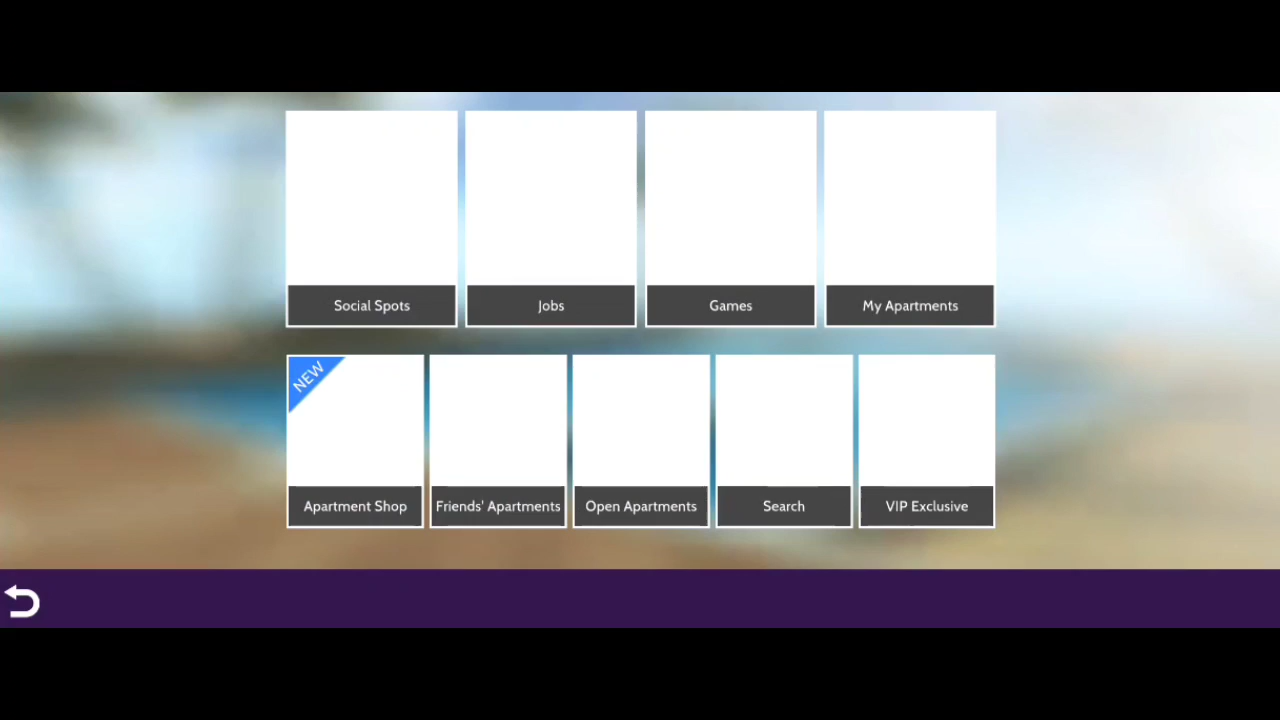 Social Spots
Jobs
Games
My Apartments
NEW
Apartment Shop
Friends' Apartments
Open Apartments
Search
VIP Exclusive